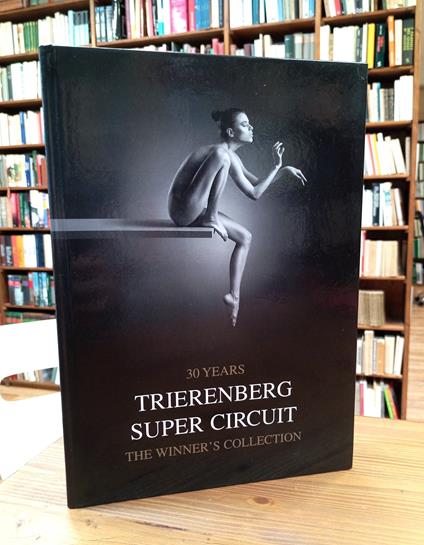 30 YEARS
TRIERENBERG
SUPER CIRCUIT
THE WINNER'S COLLECTION